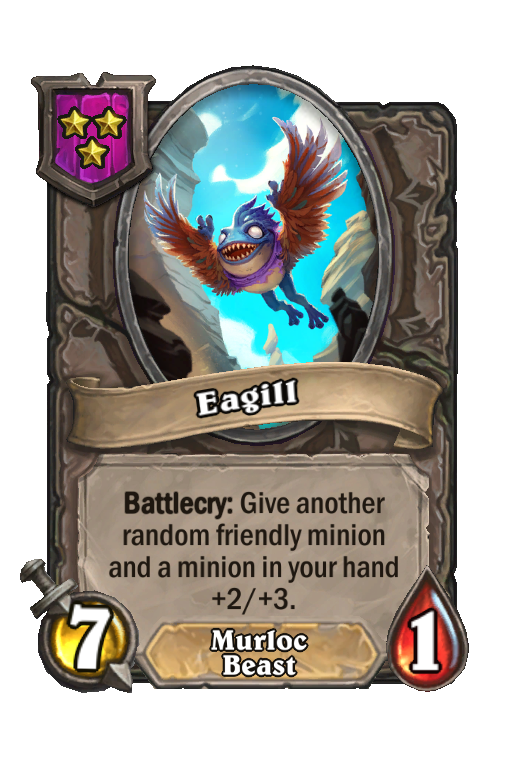 Eagill
Battlecry: Give another
random friendly minion
and a minion in your hand
+2/+3.
7
Murloc
Beast
1